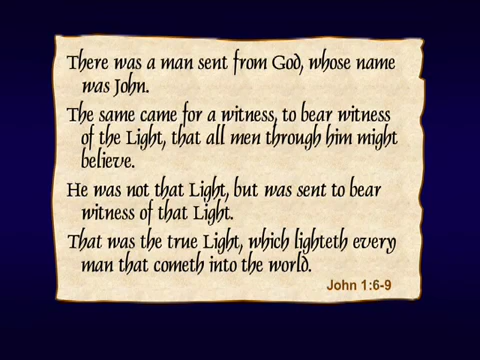 There was a man sent from God, whose name
was John.
The same came for a witness, to bear witness
of the Light, that all men through him might
believe.
He was not that Light, but was sent to bear
witness of that Light.
That was the true Light, which lighteth every
man that cometh into the world.
John 1:6-9